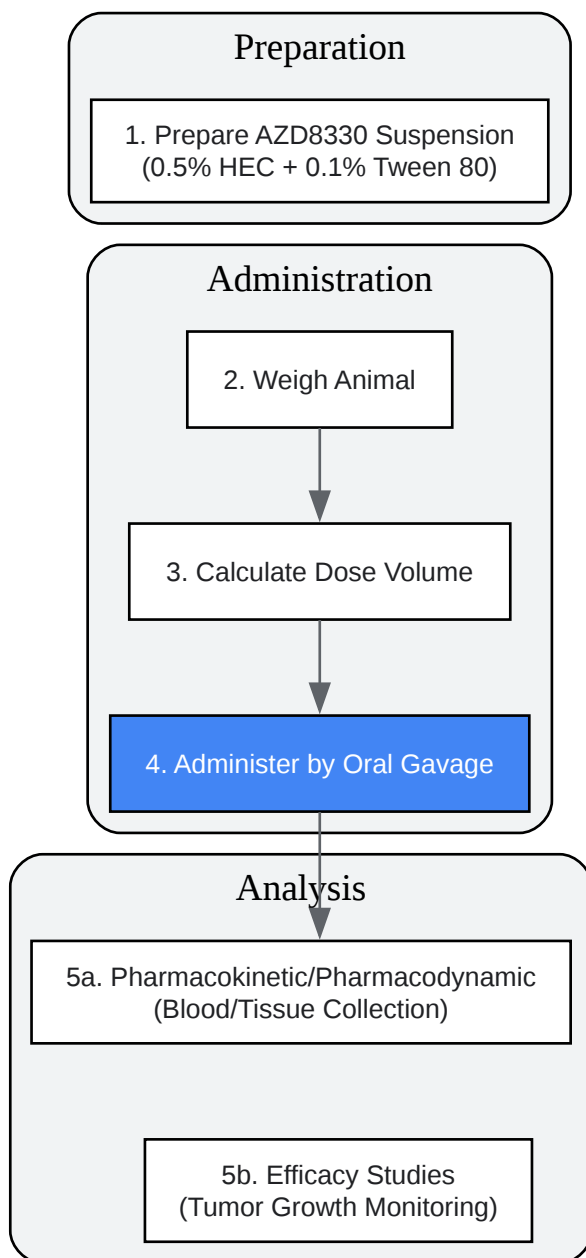 Preparation
1. Prepare AZD8330 Suspension
(0.5% HEC + 0.1% Tween 80)
Administration
2. Weigh Animal
3. Calculate Dose Volume
4. Administer by Oral Gavage
Analysis
5a. Pharmacokinetic/Pharmacodynamic
(Blood/Tissue Collection)
5b. Efficacy Studies
(Tumor Growth Monitoring)